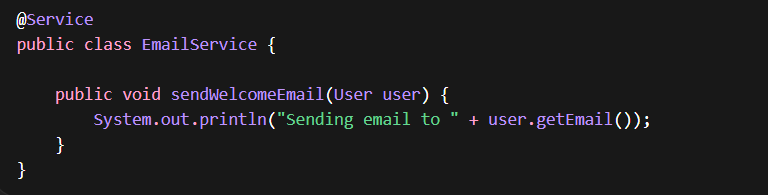 @Service
public class EmailService {
    public void sendWelcomeEmail(User user) {
        System.out.println("Sending email to " + user.getEmail());
    }
}